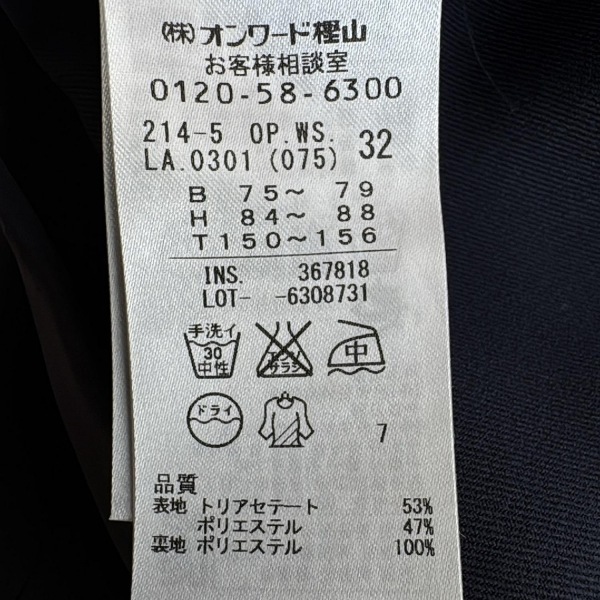 (株)オンワード樫山
お客様相談室
0120-58-6300
214-5 OP.WS.
LA.0301 (075) 32
B 75〜 79
H 84〜 88
T 150〜156
INS. 367818
LOT- -6308731
手洗イ
30
中性
エンソ
サラシ
中
ドライ
7
品質
表地 トリアセテート 53%
ポリエステル 47%
裏地 ポリエステル 100%